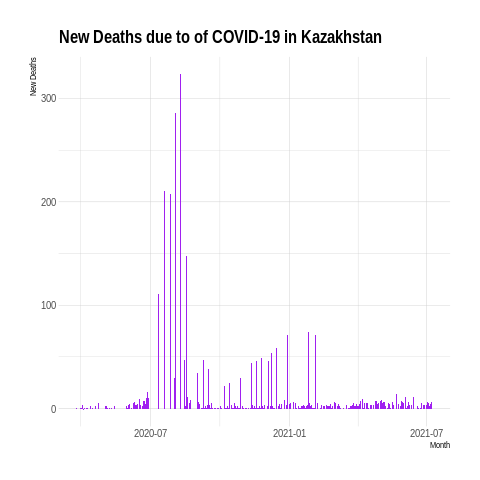 New Deaths due to of COVID-19 in Kazakhstan
New Deaths
300
200
100
0
2020-07
2021-01
2021-07
Month